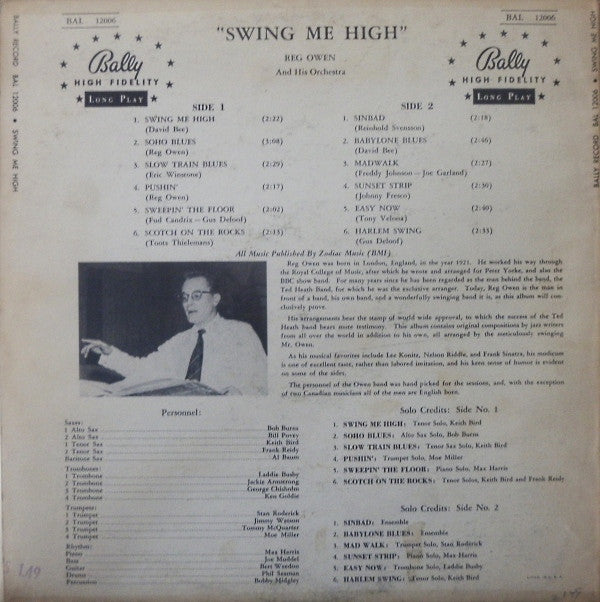 BAL 12006
"SWING ME HIGH"
REG OWEN
And His Orchestra
BAL 12006
Bally
HIGH FIDELITY
LONG PLAY
Bally
HIGH FIDELITY
LONG PLAY
BALLY RECORD BAL 12006 • SWING ME HIGH
BALLY RECORD BAL 12006 • SWING ME HIGH
SIDE 1
1. SWING ME HIGH (2:22)
(David Bee)
2. SOHO BLUES (3:08)
(Reg Owen)
3. SLOW TRAIN BLUES (2:29)
(Eric Winstone)
4. PUSHIN' (2:17)
(Reg Owen)
5. SWEEPIN' THE FLOOR (2:02)
(Fud Candrix—Gus Deloof)
6. SCOTCH ON THE ROCKS (2:13)
(Toots Thielemans)
SIDE 2
1. SINBAD (2:18)
(Reinhold Svensson)
2. BABYLONE BLUES (2:46)
(David Bee)
3. MADWALK (2:27)
(Freddy Johnson—Joe Garland)
4. SUNSET STRIP
(Johnny Fresco)
5. EASY NOW (2:40)
(Tony Velona)
6. HARLEM SWING (2:33)
(Gus Deloof)
All Music Published By Zodiac Music (BMI)
Reg Owen was born in London, England, in the year 1921. He worked his way through
the Royal College of Music, after which he wrote and arranged for Peter Yorke, and also the
BBC show band. For many years since he has been regarded as the man behind the band, the
Ted Heath Band, for which he was the exclusive arranger. Today, Reg Owen is the man in
front of a band, his own band, and a wonderfully swinging band it is, as this album will con-
clusively prove.
His arrangements bear the stamp of world wide approval, to which the success of the Ted
Heath band bears mute testimony. This album contains original compositions by jazz writers
from all over the world in addition to his own, all arranged by the meticulously swinging
Mr. Owen.
As his musical favorites include Lee Konitz, Nelson Riddle, and Frank Sinatra, his modicum
is one of excellent taste, rather than labored imitation, and his keen sense of humor is evident
on some of the sides.
The personnel of the Owen band was hand picked for the sessions, and, with the exception
of two Canadian musicians all of the men are English born.
Personnel:
Saxes:
1 Alto Sax Bob Burns
2 Alto Sax Bill Povey
1 Tenor Sax Keith Bird
2 Tenor Sax Frank Reidy
Baritone Sax Al Baum
Trombones:
1 Trombone Laddie Busby
2 Trombone Jackie Armstrong
3 Trombone George Chisholm
4 Trombone Ken Goldie
Trumpets:
1 Trumpet Stan Roderick
2 Trumpet Jimmy Watson
3 Trumpet Tommy McQuarter
4 Trumpet Moe Miller
Rhythm:
Piano Max Harris
Bass Joe Muddel
Guitar Bert Weedon
Drums Phil Seaman
Percussion Bobby Midgley
Solo Credits: Side No. 1
1. SWING ME HIGH: Tenor Solo, Keith Bird
2. SOHO BLUES: Alto Sax Solo, Bob Burns
3. SLOW TRAIN BLUES: Tenor Sax Solo, Keith Bird
4. PUSHIN': Trumpet Solo, Moe Miller
5. SWEEPIN' THE FLOOR: Piano Solo, Max Harris
6. SCOTCH ON THE ROCKS: Tenor Solos, Keith Bird and Frank Reidy
Solo Credits: Side No. 2
1. SINBAD: Ensemble
2. BABYLONE BLUES: Ensemble
3. MAD WALK: Trumpet Solo, Stan Roderick
4. SUNSET STRIP: Piano Solo, Max Harris
5. EASY NOW: Trombone Solo, Laddie Busby
6. HARLEM SWING: Tenor Solo, Keith Bird
1.49